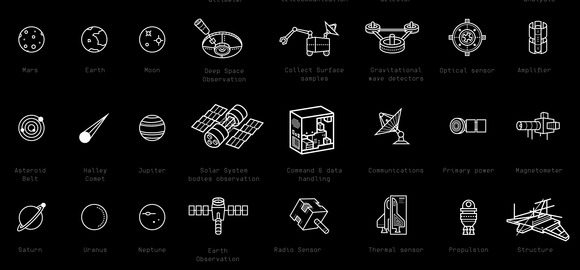 Mars
Earth
Moon
Deep Space
Observation
Collect Surface
samples
Gravitational
wave detectors
Optical sensor
Amplifier
Asteroid
Belt
Halley
Comet
Jupiter
Solar System
bodies observation
Command & data
handling
Communications
Primary power
Magnetometer
Saturn
Uranus
Neptune
Earth
Observation
Radio Sensor
Thermal sensor
Propulsion
Structure